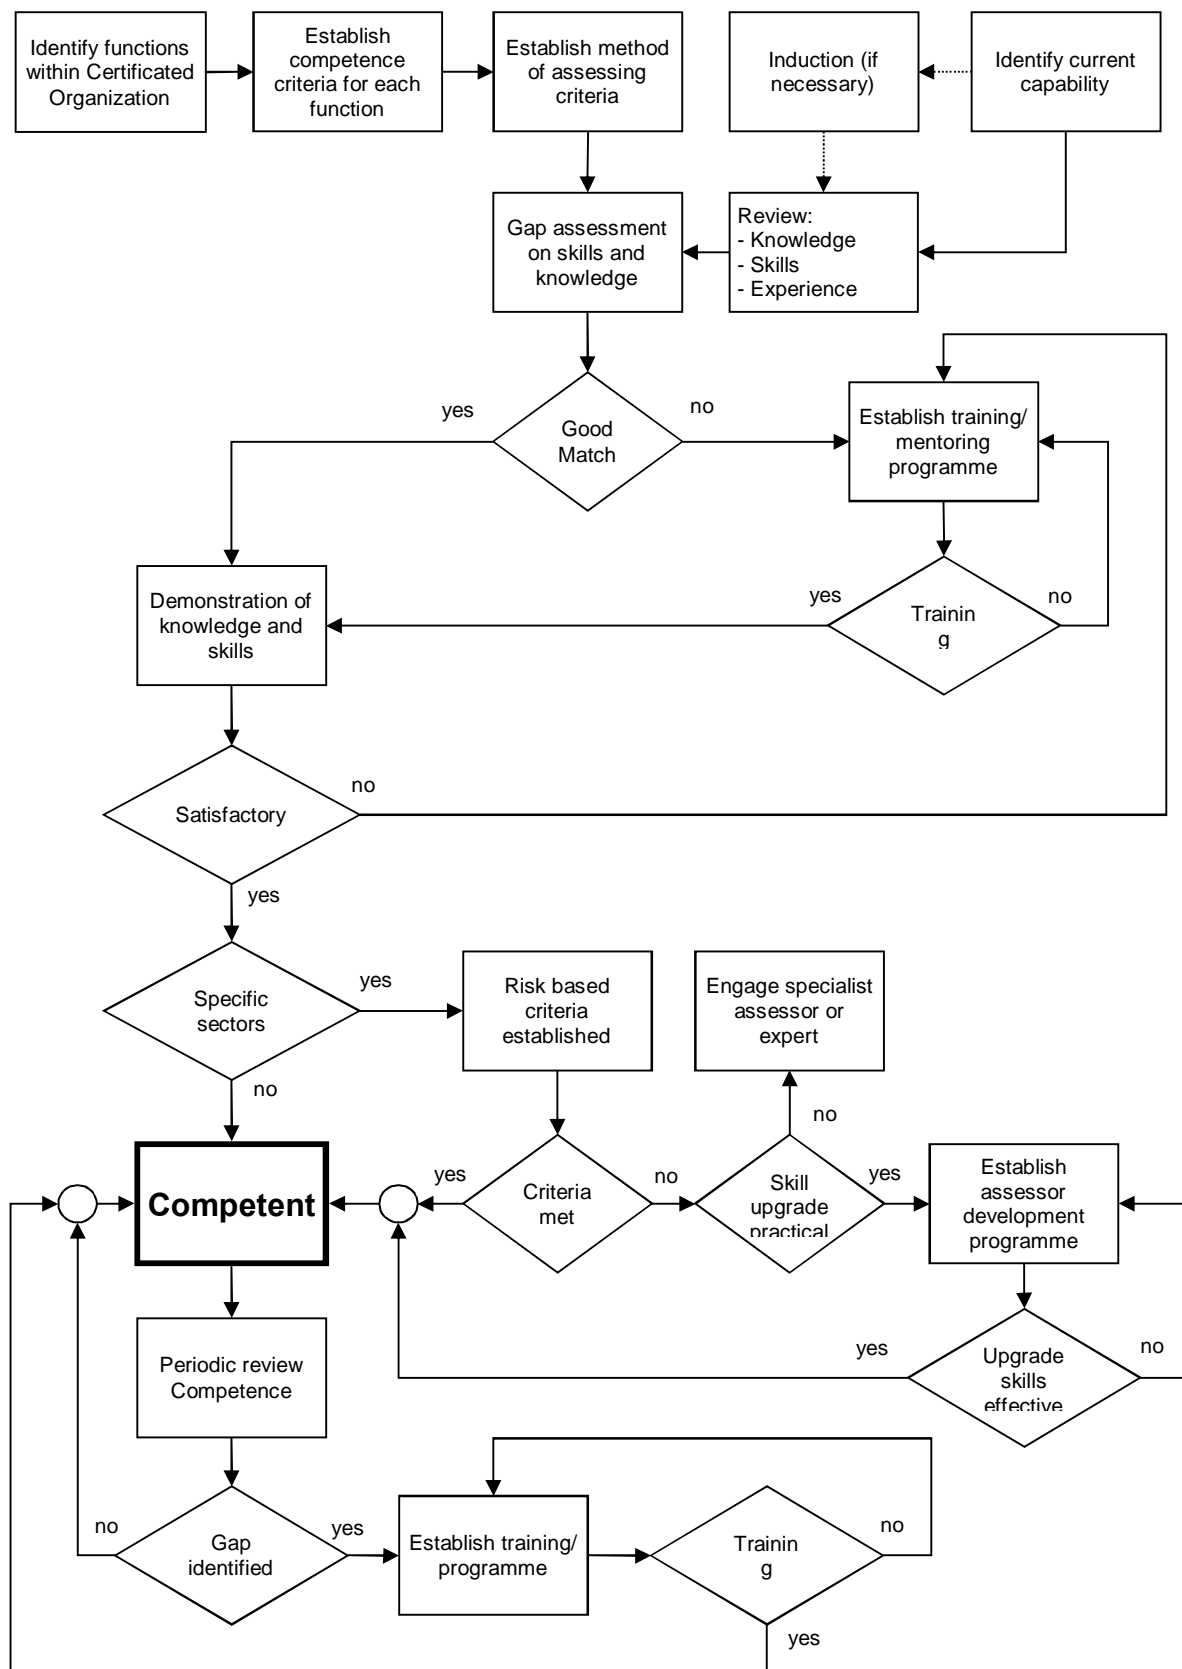 Identify functions
within Certificated
Organization
Establish
competence
criteria for each
function
Establish method
of assessing
criteria
Induction (if
necessary)
Identify current
capability
Gap assessment
on skills and
knowledge
Review:
- Knowledge
- Skills
- Experience
yes
Good
Match
no
Establish training/
mentoring
programme
Demonstration of
knowledge and
skills
yes
Trainin
g
no
Satisfactory
no
yes
Specific
sectors
yes
Risk based
criteria
established
Engage specialist
assessor or
expert
no
no
Competent
yes
Criteria
met
no
Skill
upgrade
practical
yes
Establish
assessor
development
programme
Periodic review
Competence
yes
Upgrade
skills
effective
no
no
Gap
identified
yes
Establish training/
programme
Trainin
g
no
yes